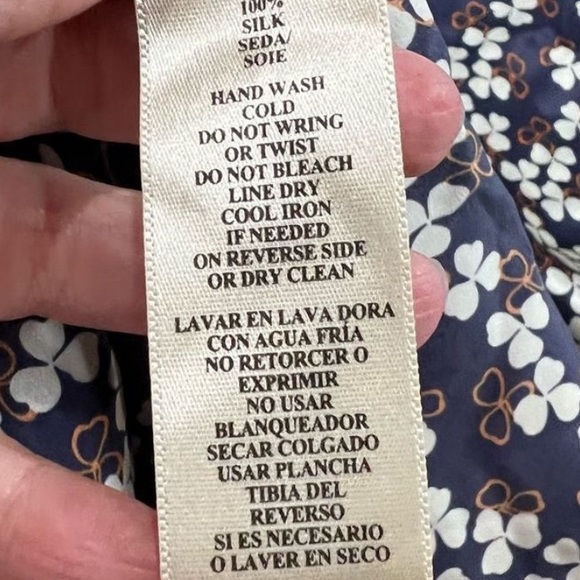 100%
SILK
SEDA/
SOIE
HAND WASH
COLD
DO NOT WRING
OR TWIST
DO NOT BLEACH
LINE DRY
COOL IRON
IF NEEDED
ON REVERSE SIDE
OR DRY CLEAN
LAVAR EN LAVA DORA
CON AGUA FRÍA
NO RETORCER O
EXPRIMIR
NO USAR
BLANQUEADOR
SECAR COLGADO
USAR PLANCHA
TIBIA DEL
REVERSO
SI ES NECESARIO
O LAVER EN SECO